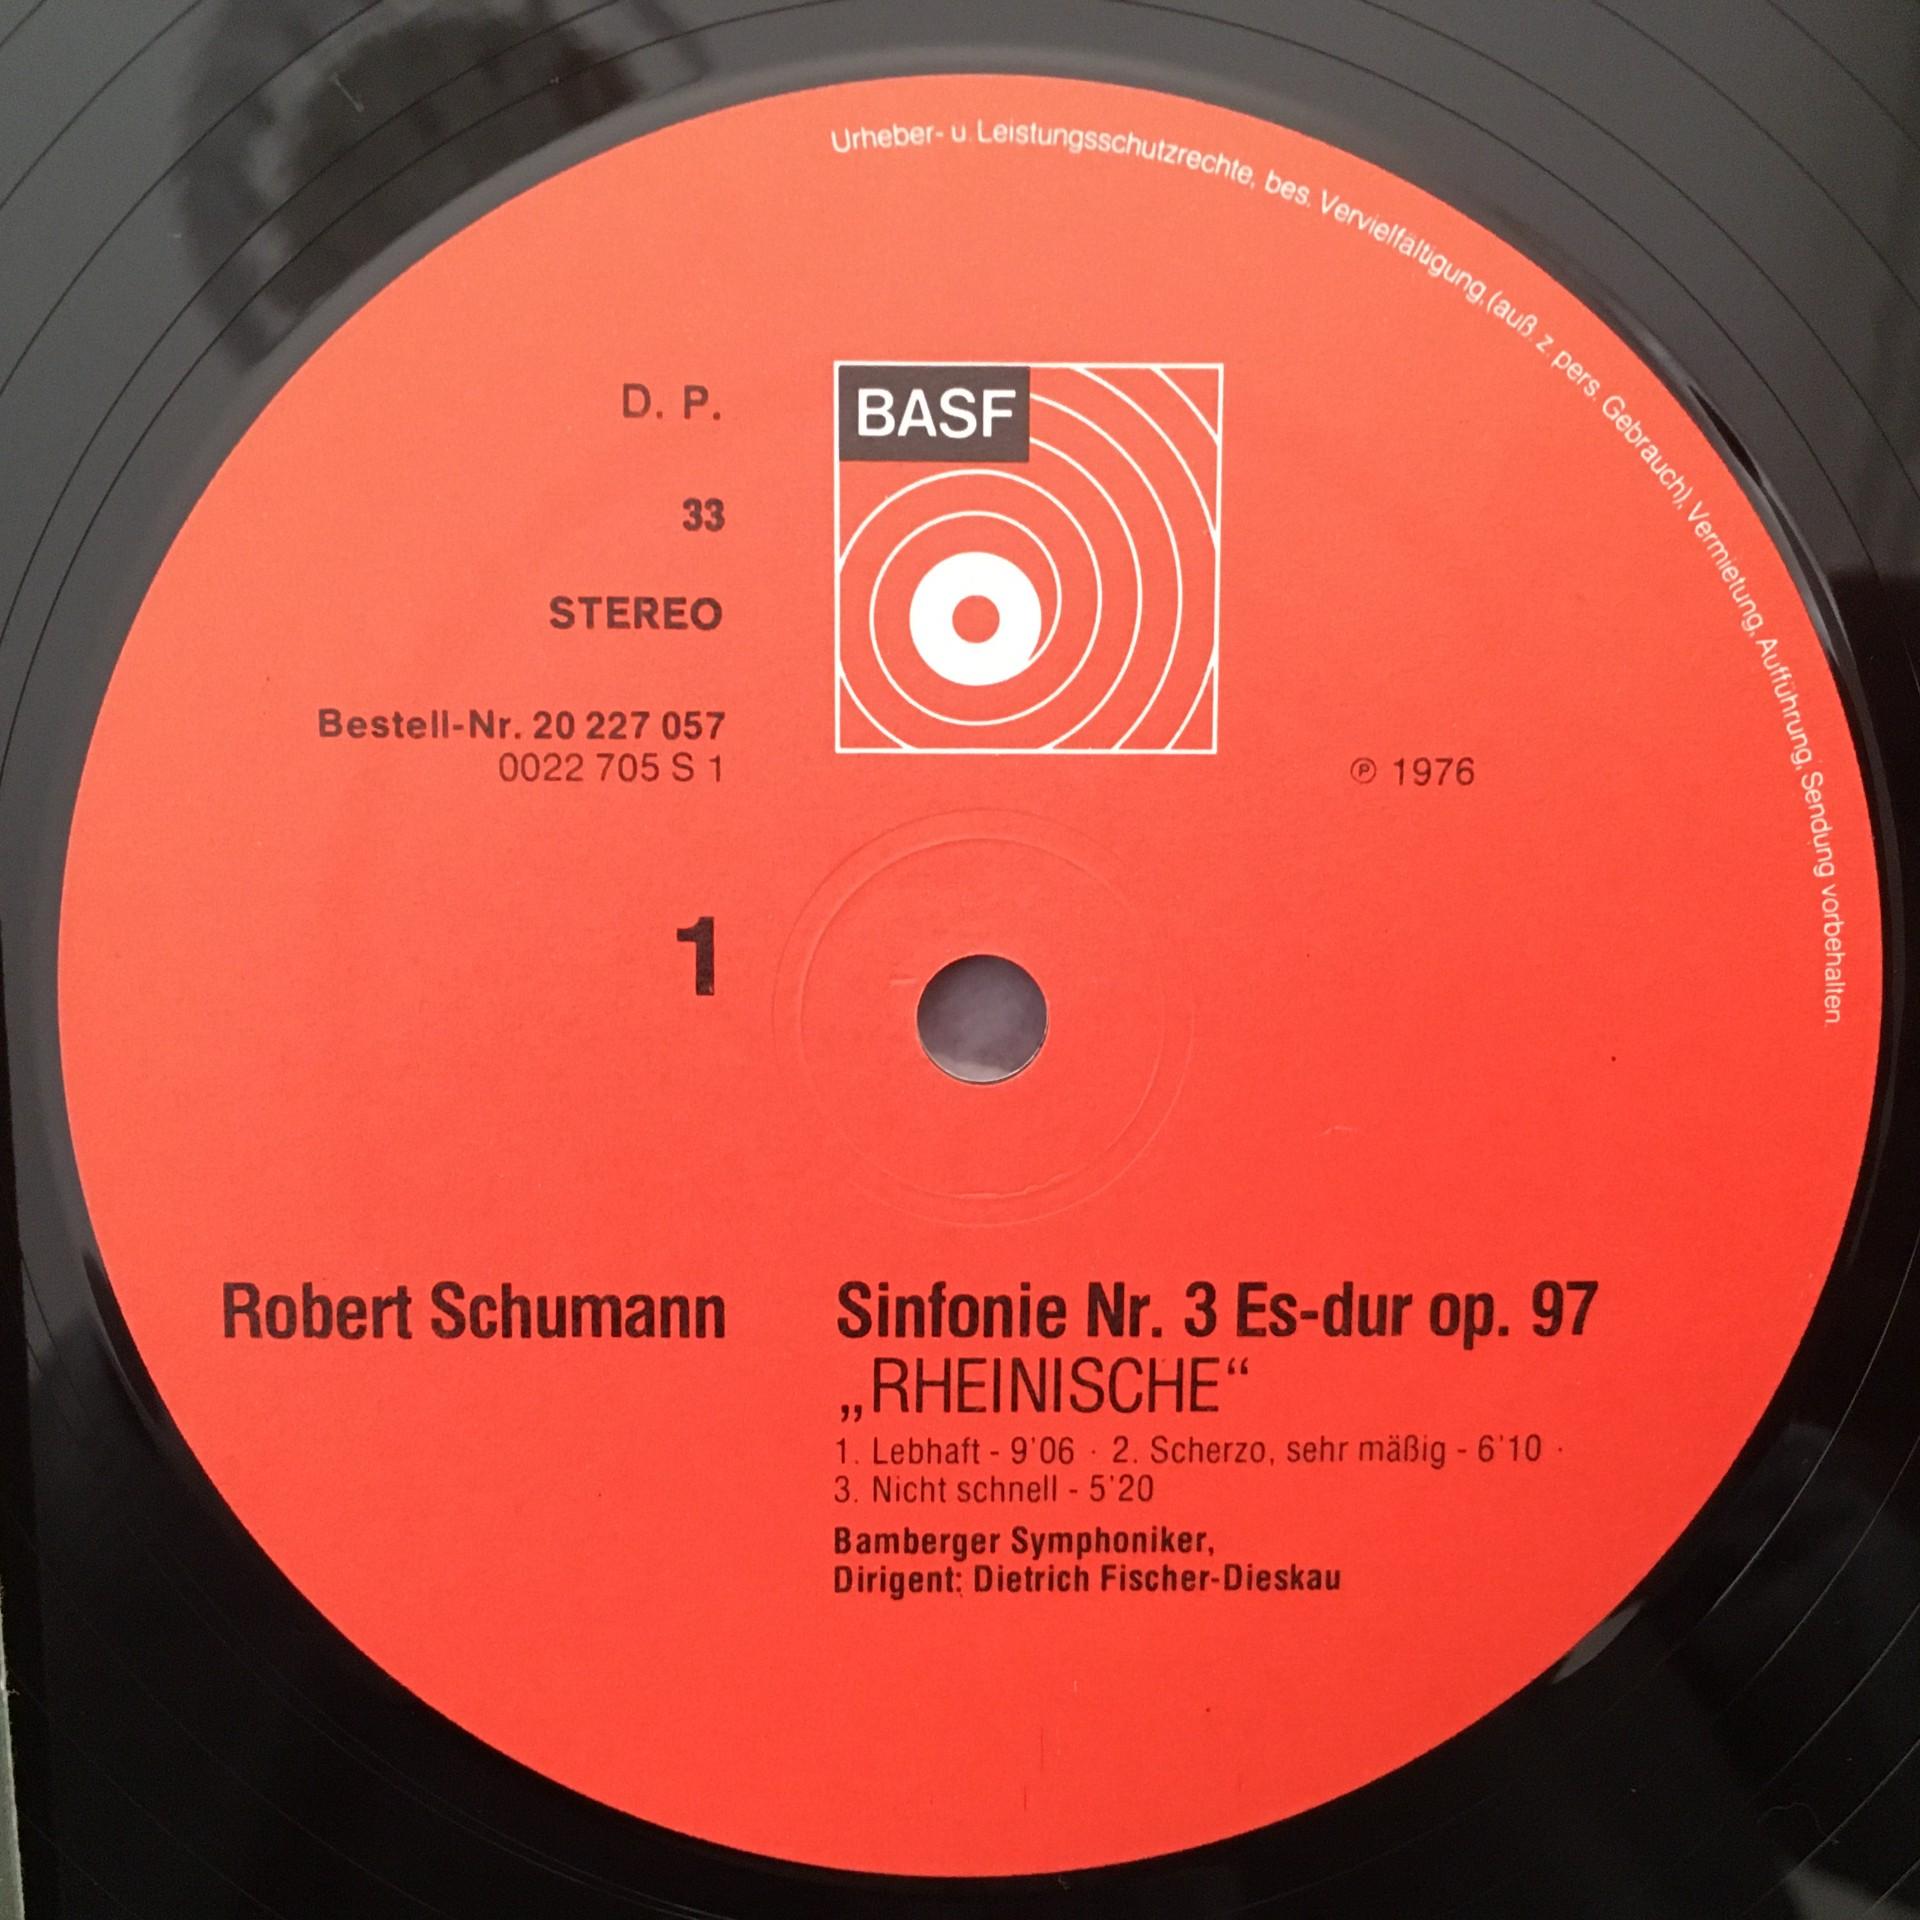 Urheber- u. Leistungsschutzrechte, bes. Vervielfältigung, (auß. z. pers. Gebrauch), Vermietung, Aufführung, Sendung vorbehalten.
BASF
D. P.
33
STEREO
Bestell-Nr. 20 227 057
0022 705 S 1
℗ 1976
1
Robert Schumann
Sinfonie Nr. 3 Es-dur op. 97
„RHEINISCHE“
1. Lebhaft - 9'06 · 2. Scherzo, sehr mäßig - 6'10 ·
3. Nicht schnell - 5'20
Bamberger Symphoniker,
Dirigent: Dietrich Fischer-Dieskau